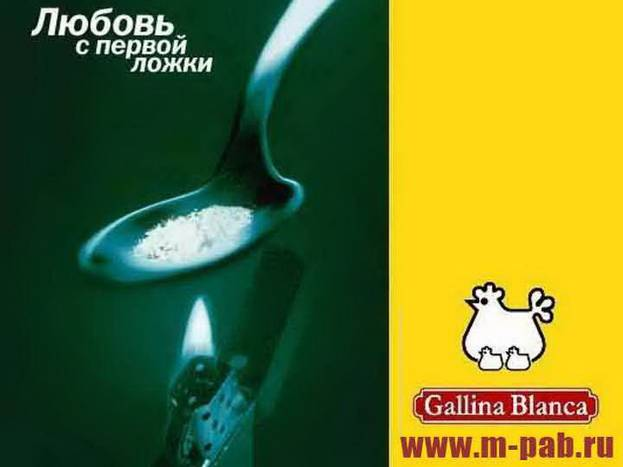 Любовь
с первой
ложки
Gallina Blanca
www.m-pab.ru